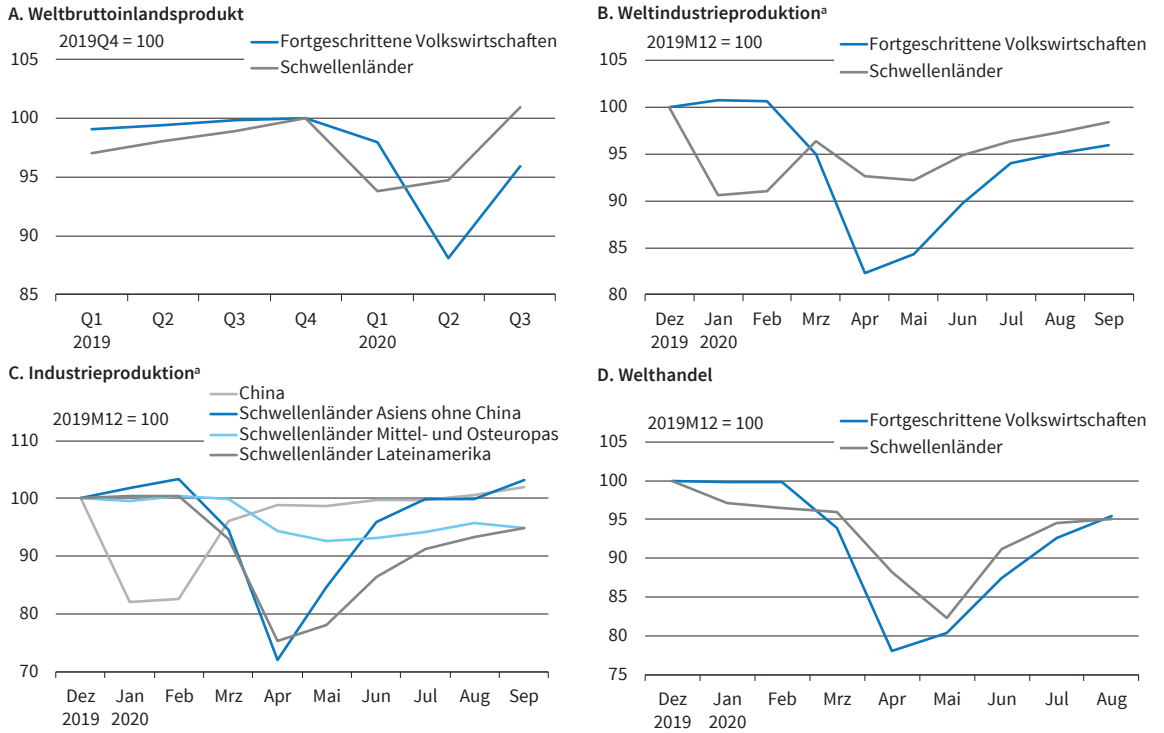 A. Weltbruttoinlandsprodukt
2019Q4 = 100
Fortgeschrittene Volkswirtschaften
Schwellenländer
105
100
95
90
85
Q1 Q2 Q3 Q4 Q1 Q2 Q3
2019 2020
B. Weltindustrieproduktionᵃ
2019M12 = 100
Fortgeschrittene Volkswirtschaften
Schwellenländer
105
100
95
90
85
80
Dez Jan Feb Mrz Apr Mai Jun Jul Aug Sep
2019 2020
C. Industrieproduktionᵃ
2019M12 = 100
China
Schwellenländer Asiens ohne China
Schwellenländer Mittel- und Osteuropas
Schwellenländer Lateinamerika
110
100
90
80
70
Dez Jan Feb Mrz Apr Mai Jun Jul Aug Sep
2019 2020
D. Welthandel
2019M12 = 100
Fortgeschrittene Volkswirtschaften
Schwellenländer
105
100
95
90
85
80
75
Dez Jan Feb Mrz Apr Mai Jun Jul Aug
2019 2020